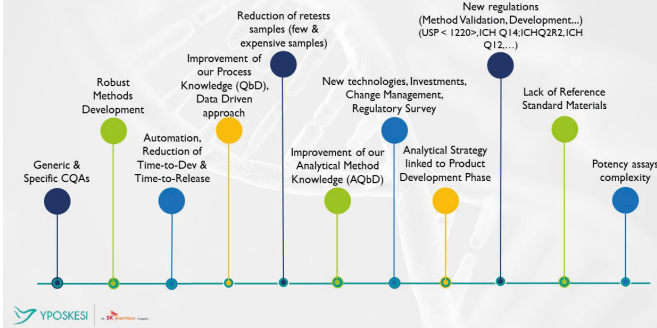 Generic &
Specific CQAs
Robust
Methods
Development
Automation,
Reduction of
Time-to-Dev &
Time-to-Release
Improvement of
our Process
Knowledge (QbD),
Data Driven
approach
Reduction of retests
samples (few &
expensive samples)
Improvement of our
Analytical Method
Knowledge (AQbD)
New technologies, Investments,
Change Management,
Regulatory Survey
Analytical Strategy
linked to Product
Development Phase
New regulations
(Method Validation, Development...)
(USP < 1220>,ICH Q14;ICHQ2R2, ICH
Q12,…)
Lack of Reference
Standard Materials
Potency assays
complexity
YPOSKESI
SK pharmteco